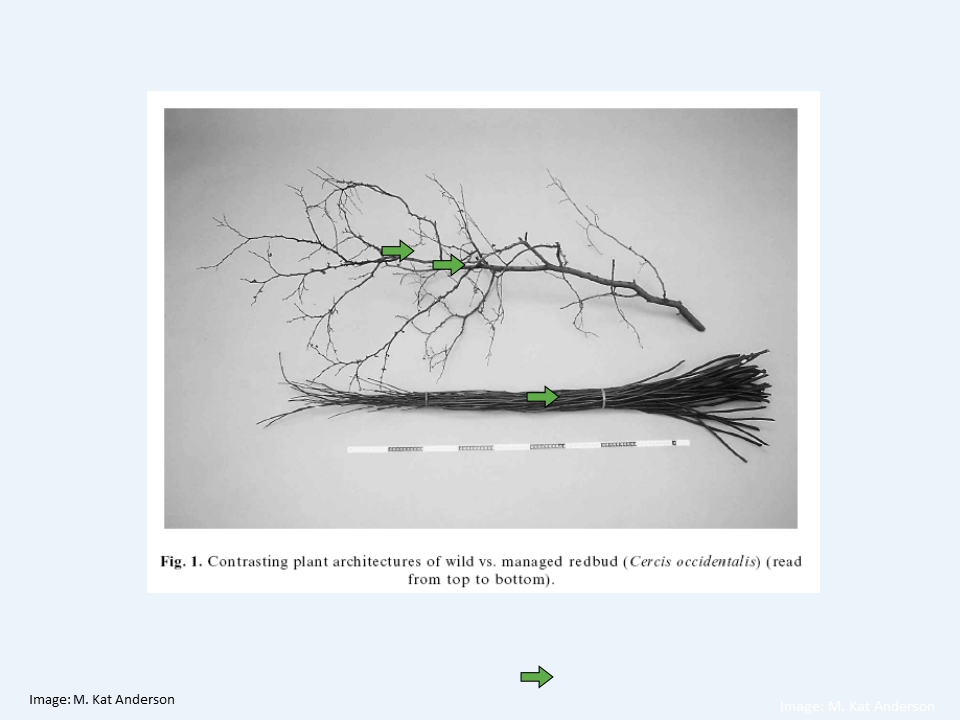 Fig. 1. Contrasting plant architectures of wild vs. managed redbud (Cercis occidentalis) (read
from top to bottom).
Image: M. Kat Anderson
Image: M. Kat Anderson